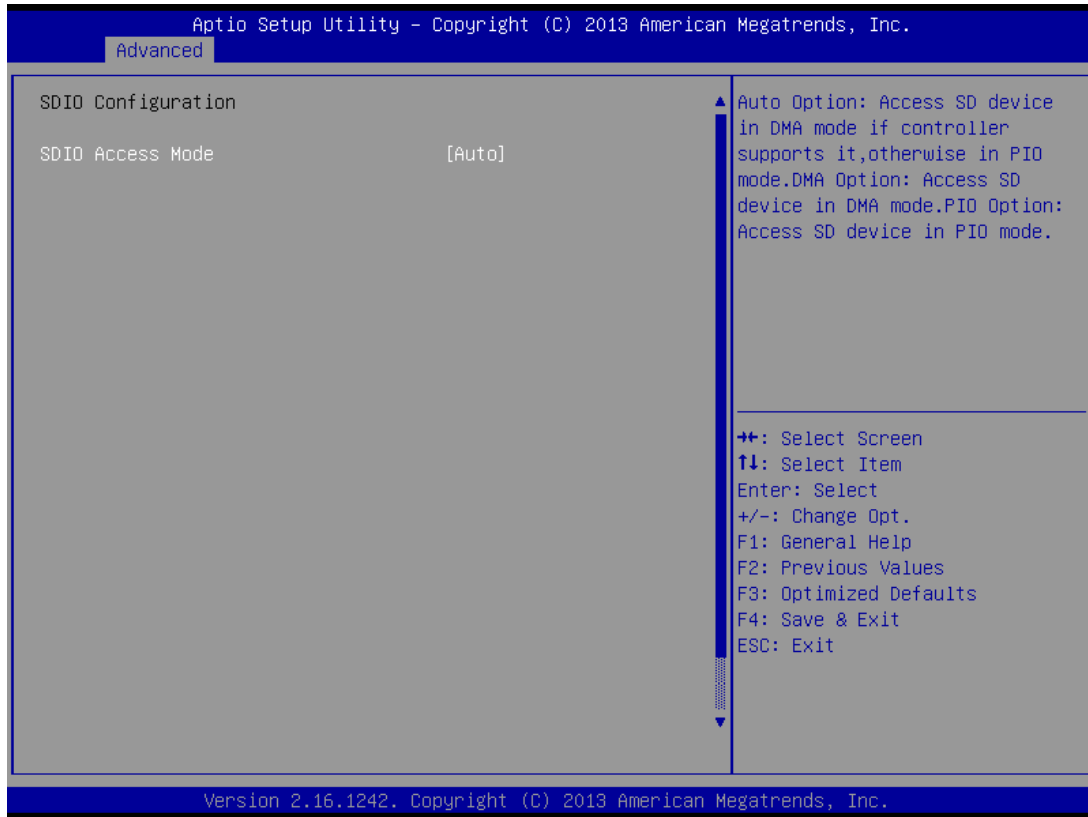 Aptio Setup Utility – Copyright (C) 2013 American Megatrends, Inc.
Advanced
SDIO Configuration
SDIO Access Mode [Auto]
Auto Option: Access SD device
in DMA mode if controller
supports it,otherwise in PIO
mode.DMA Option: Access SD
device in DMA mode.PIO Option:
Access SD device in PIO mode.
→←: Select Screen
↑↓: Select Item
Enter: Select
+/-: Change Opt.
F1: General Help
F2: Previous Values
F3: Optimized Defaults
F4: Save & Exit
ESC: Exit
Version 2.16.1242. Copyright (C) 2013 American Megatrends, Inc.